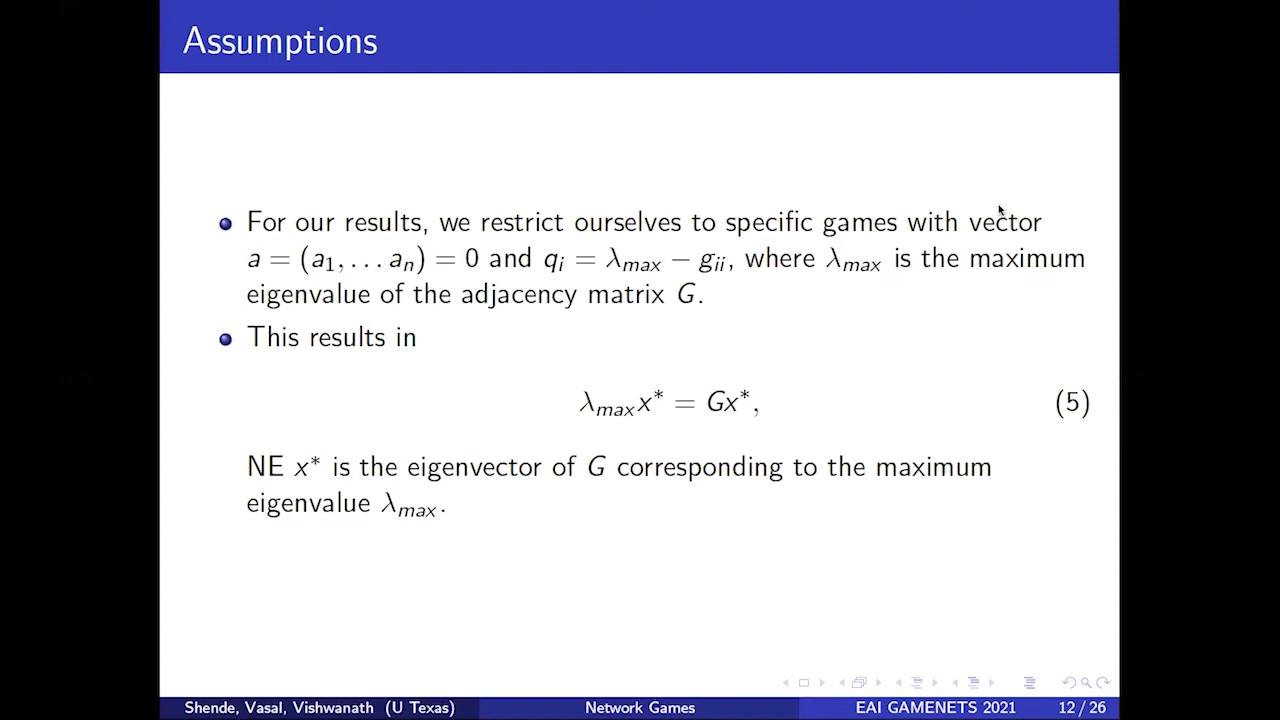 Assumptions
For our results, we restrict ourselves to specific games with vector
a = (a₁, … aₙ) = 0 and qᵢ = λₘₐₓ − gᵢᵢ, where λₘₐₓ is the maximum
eigenvalue of the adjacency matrix G.
This results in
λₘₐₓx* = Gx*, (5)
NE x* is the eigenvector of G corresponding to the maximum
eigenvalue λₘₐₓ.
Shende, Vasal, Vishwanath (U Texas) Network Games EAI GAMENETS 2021 12 / 26